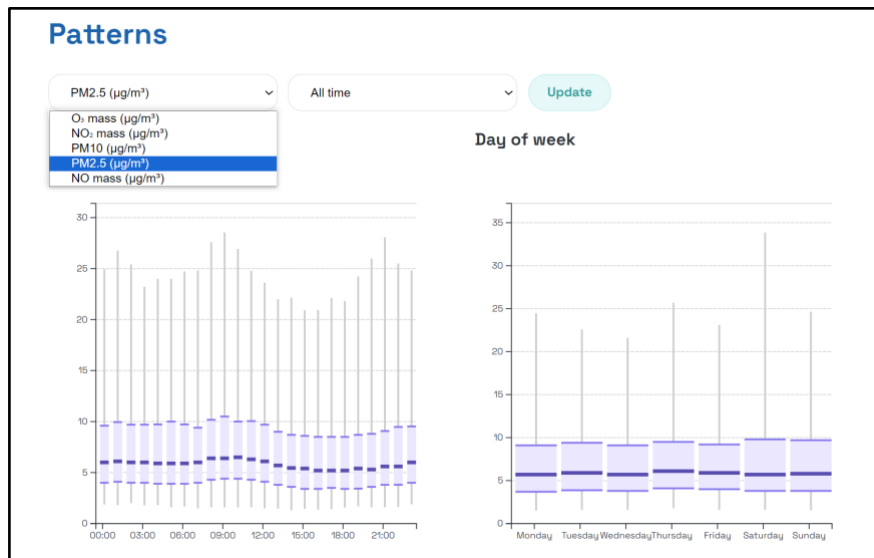 Patterns
PM2.5 (µg/m³)
All time
Update
O₃ mass (µg/m³)
NO₂ mass (µg/m³)
PM10 (µg/m³)
PM2.5 (µg/m³)
NO mass (µg/m³)
Day of week
30
25
20
15
10
5
0
00:00 03:00 06:00 09:00 12:00 15:00 18:00 21:00
35
30
25
20
15
10
5
0
Monday Tuesday Wednesday Thursday Friday Saturday Sunday